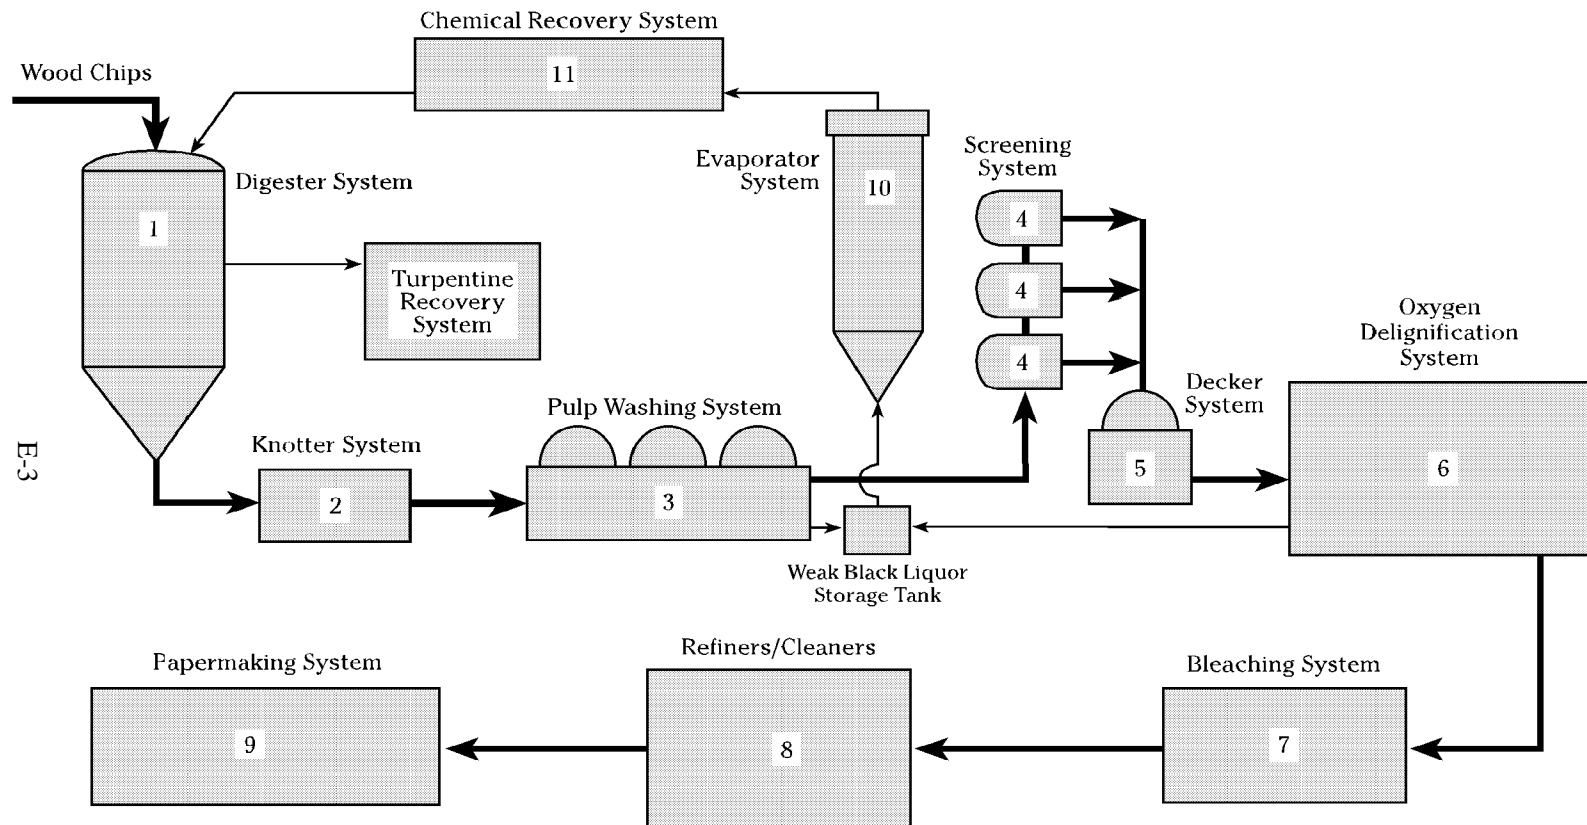 Chemical Recovery System
11
Wood Chips
Digester System
1
Turpentine
Recovery
System
Evaporator
System
10
Screening
System
4
4
4
Oxygen
Delignification
System
6
Decker
System
5
Pulp Washing System
3
Knotter System
2
E-3
Weak Black Liquor
Storage Tank
Papermaking System
9
Refiners/Cleaners
8
Bleaching System
7